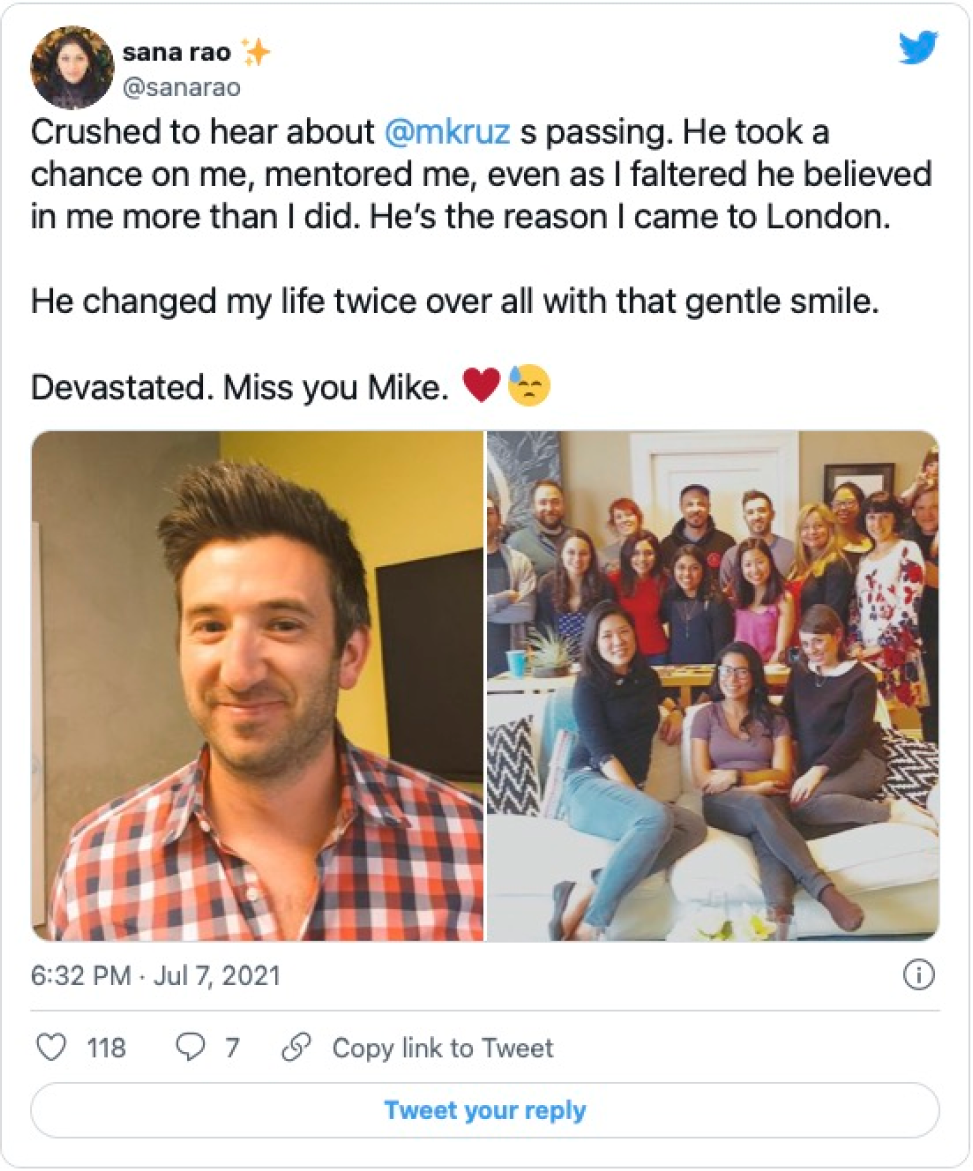 sana rao ✨
@sanarao
Crushed to hear about @mkruz s passing. He took a
chance on me, mentored me, even as I faltered he believed
in me more than I did. He’s the reason I came to London.
He changed my life twice over all with that gentle smile.
Devastated. Miss you Mike. ❤️😓
6:32 PM · Jul 7, 2021
118 7 Copy link to Tweet
Tweet your reply